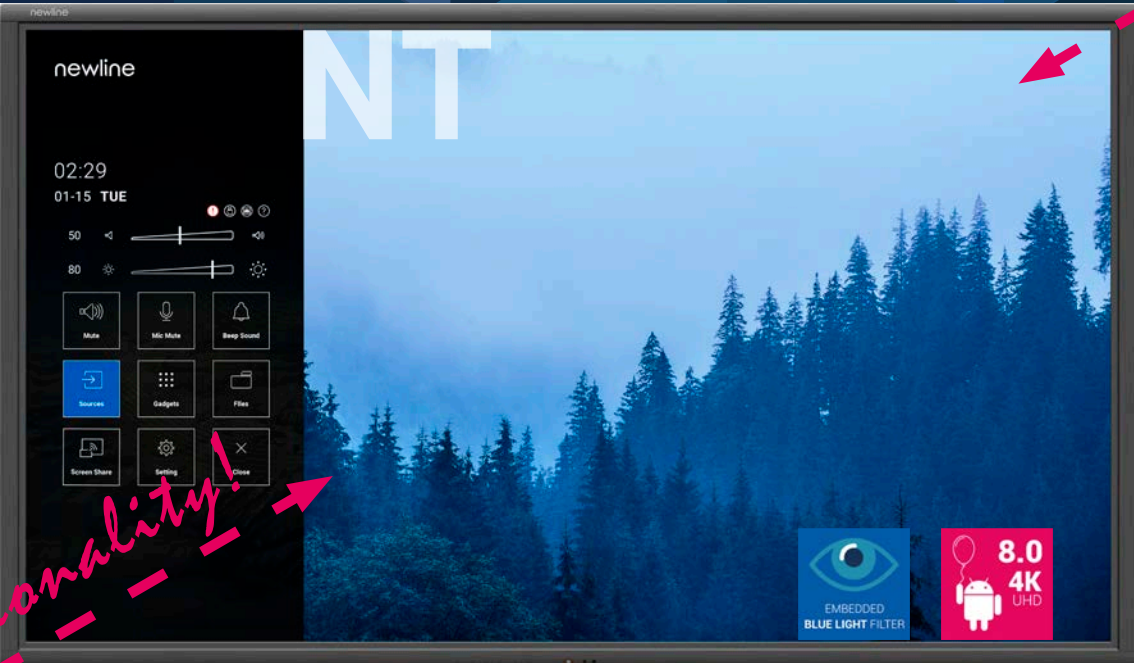 newline
NT
newline
02:29
01-15 TUE
50
80
Mute
Mic Mute
Beep Sound
Sources
Gadgets
Files
Screen Share
Setting
Close
onality!
8.0
4K
UHD
EMBEDDED
BLUE LIGHT FILTER